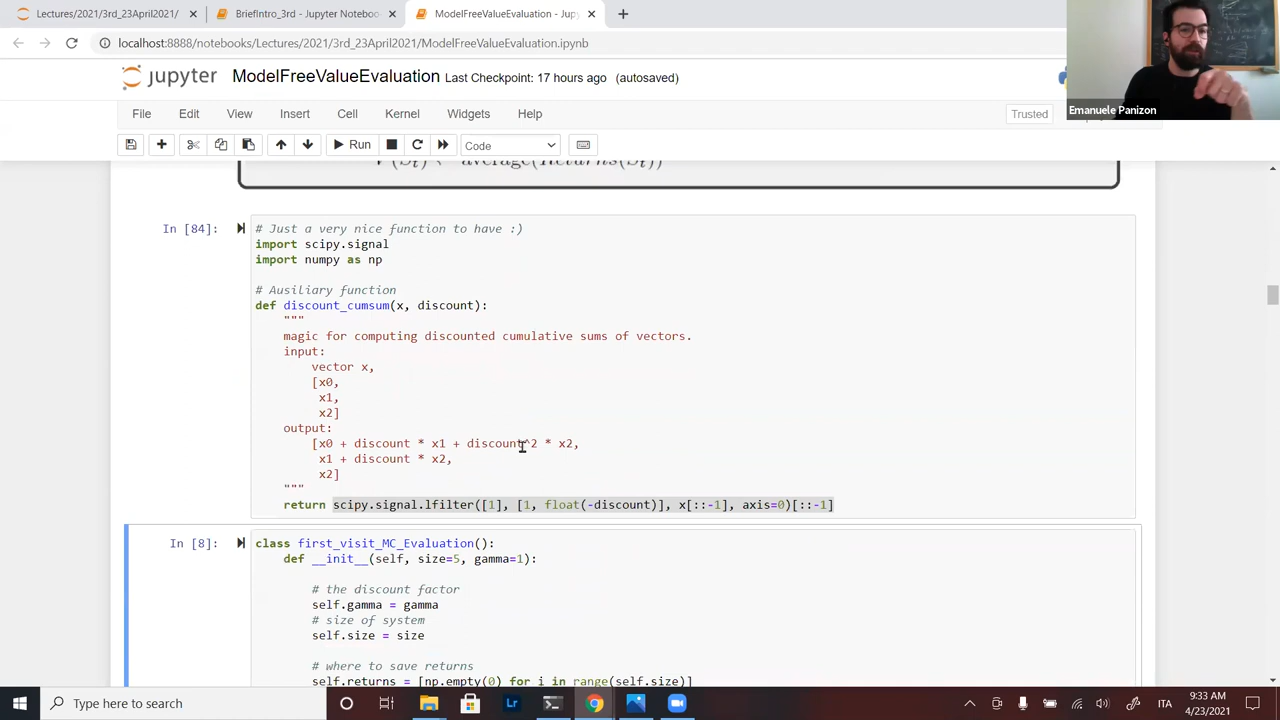 Lectures/2021/3rd_23April2021/
BriefIntro_3rd - Jupyter Noteboo
ModelFreeValueEvaluation - Jup
localhost:8888/notebooks/Lectures/2021/3rd_23April2021/ModelFreeValueEvaluation.ipynb
Emanuele Panizon
jupyter ModelFreeValueEvaluation Last Checkpoint: 17 hours ago (autosaved)
File Edit View Insert Cell Kernel Widgets Help
Trusted
Run
Code
V(St) ← average(Returns(St))
In [84]:
# Just a very nice function to have :)
import scipy.signal
import numpy as np
# Ausiliary function
def discount_cumsum(x, discount):
"""
magic for computing discounted cumulative sums of vectors.
input:
vector x,
[x0,
x1,
x2]
output:
[x0 + discount * x1 + discount^2 * x2,
x1 + discount * x2,
x2]
"""
return scipy.signal.lfilter([1], [1, float(-discount)], x[::-1], axis=0)[::-1]
In [8]:
class first_visit_MC_Evaluation():
def __init__(self, size=5, gamma=1):
# the discount factor
self.gamma = gamma
# size of system
self.size = size
# where to save returns
self.returns = [np.empty(0) for i in range(self.size)]
Type here to search
ITA
9:33 AM
4/23/2021